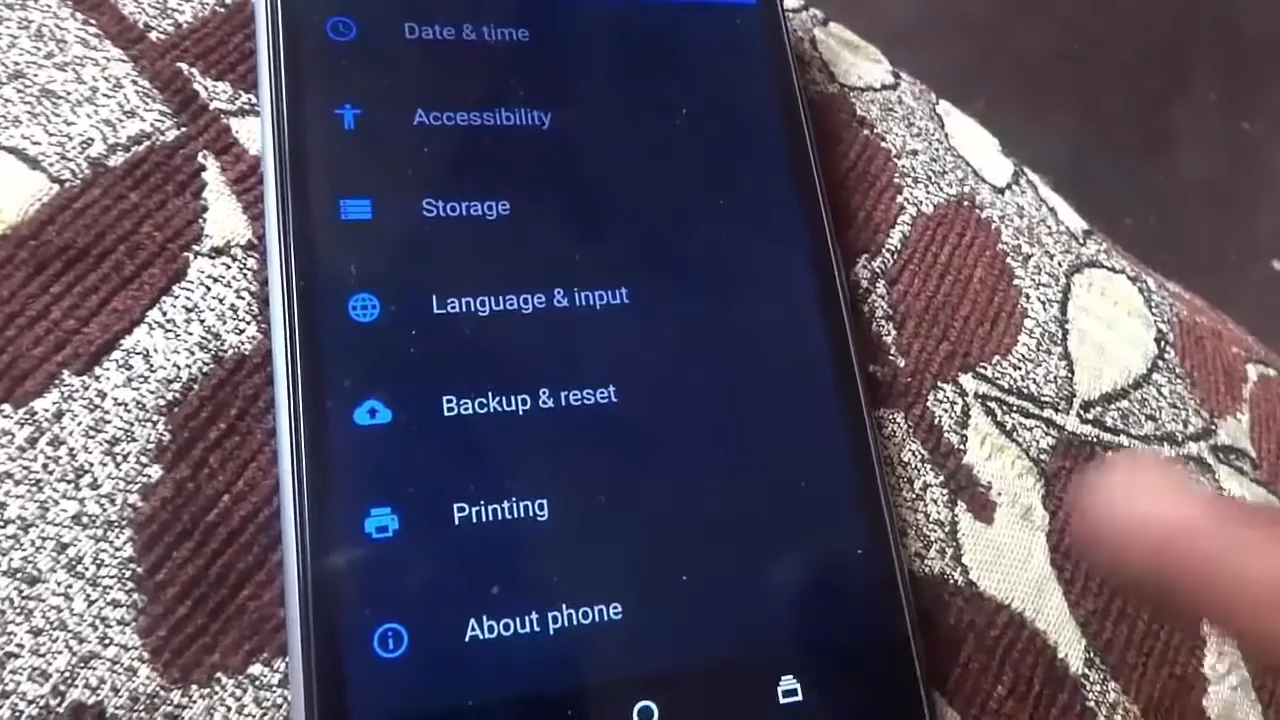 Date & time
Accessibility
Storage
Language & input
Backup & reset
Printing
About phone